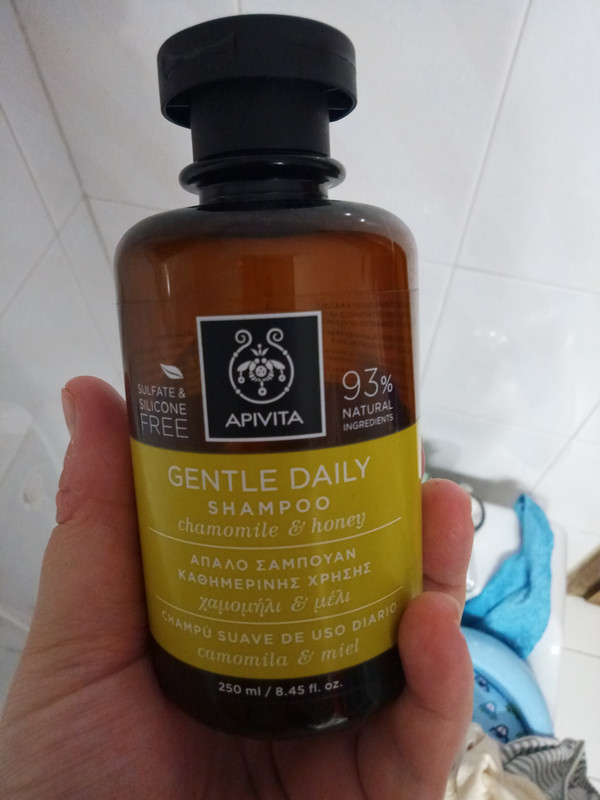 APIVITA
SULFATE &
SILICONE
FREE
93%
NATURAL
INGREDIENTS
GENTLE DAILY
SHAMPOO
chamomile & honey
ΑΠΑΛΟ ΣΑΜΠΟΥΑΝ
ΚΑΘΗΜΕΡΙΝΗΣ ΧΡΗΣΗΣ
χαμομήλι & μέλι
CHAMPÚ SUAVE DE USO DIARIO
camomila & miel
250 ml / 8.45 fl. oz.